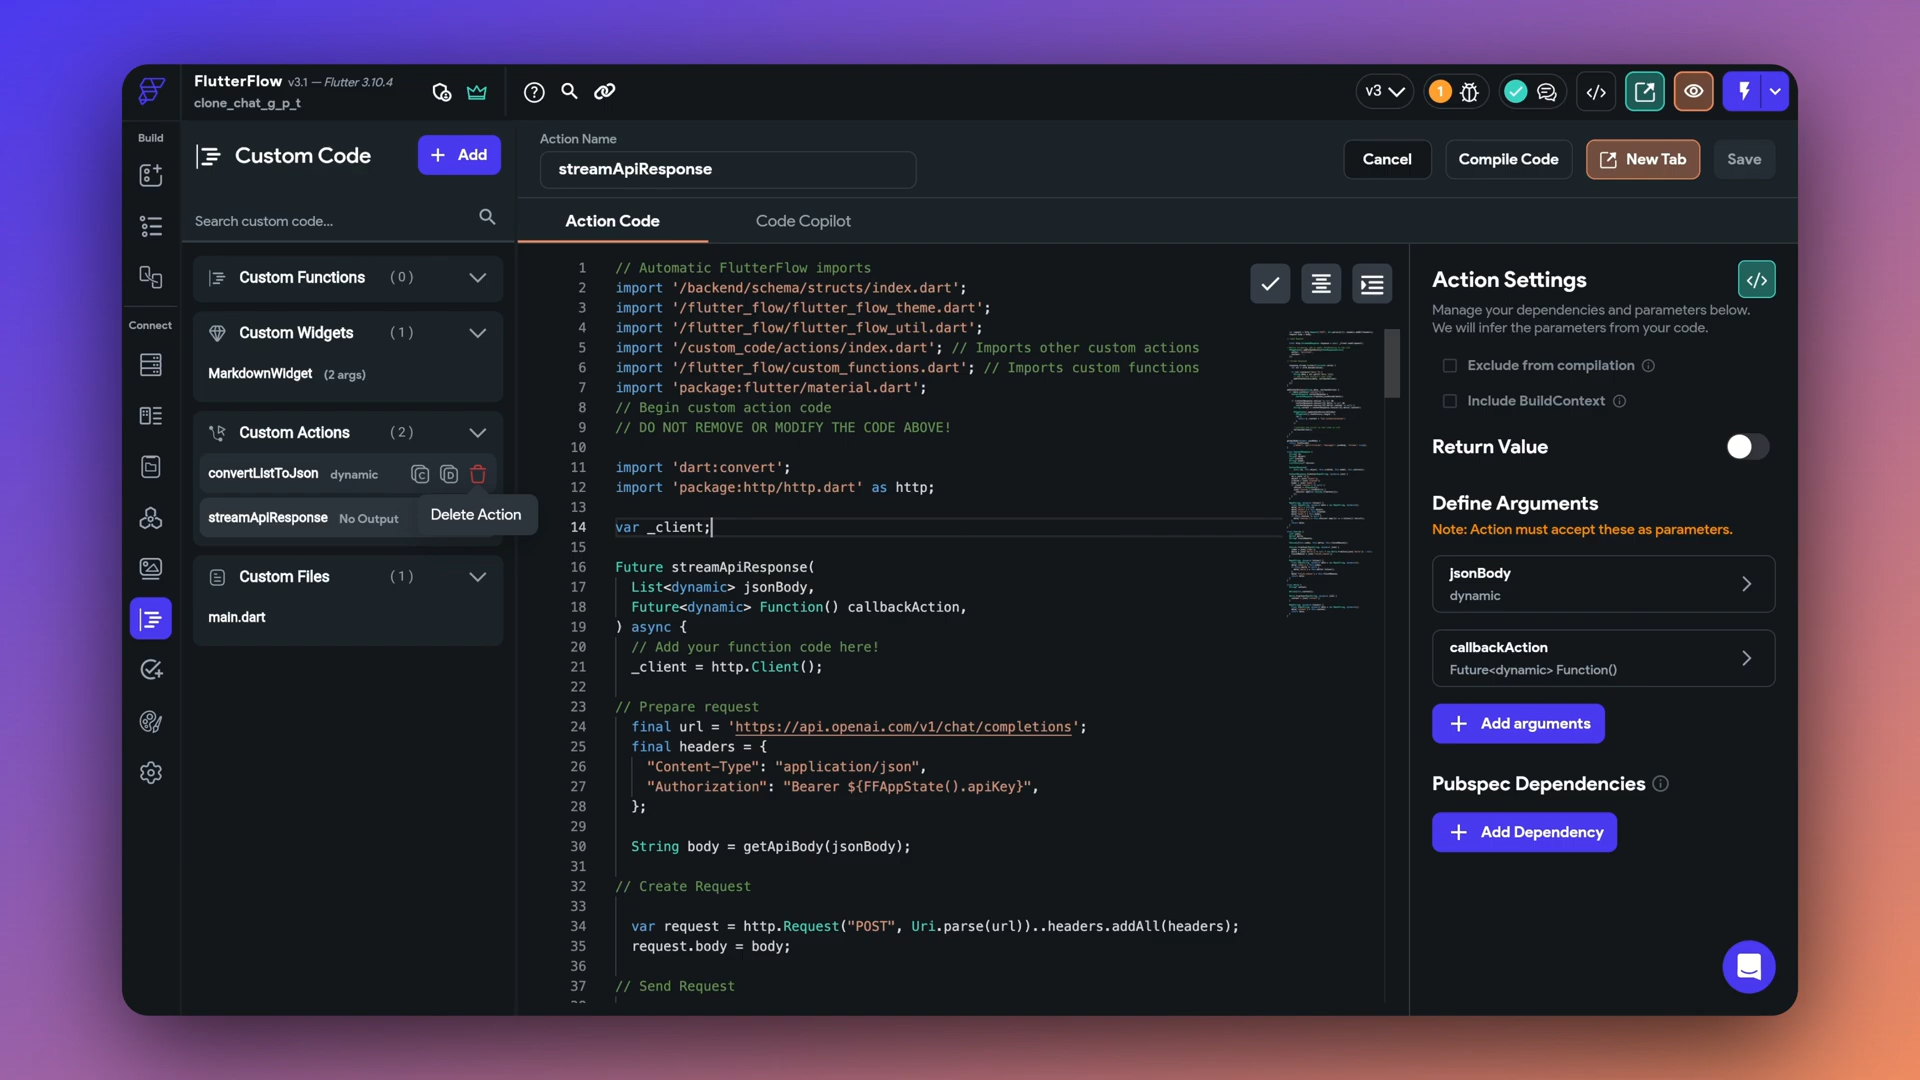 FlutterFlow v3.1 — Flutter 3.10.4
clone_chat_g_p_t
v3
1
Build
Connect
Custom Code
+ Add
Search custom code...
Custom Functions (0)
Custom Widgets (1)
MarkdownWidget (2 args)
Custom Actions (2)
convertListToJson dynamic
Delete Action
streamApiResponse No Output
Custom Files (1)
main.dart
Action Name
streamApiResponse
Cancel
Compile Code
New Tab
Save
Action Code
Code Copilot
1 // Automatic FlutterFlow imports
2 import '/backend/schema/structs/index.dart';
3 import '/flutter_flow/flutter_flow_theme.dart';
4 import '/flutter_flow/flutter_flow_util.dart';
5 import '/custom_code/actions/index.dart'; // Imports other custom actions
6 import '/flutter_flow/custom_functions.dart'; // Imports custom functions
7 import 'package:flutter/material.dart';
8 // Begin custom action code
9 // DO NOT REMOVE OR MODIFY THE CODE ABOVE!
10
11 import 'dart:convert';
12 import 'package:http/http.dart' as http;
13
14 var _client;
15
16 Future streamApiResponse(
17 List<dynamic> jsonBody,
18 Future<dynamic> Function() callbackAction,
19 ) async {
20 // Add your function code here!
21 _client = http.Client();
22
23 // Prepare request
24 final url = 'https://api.openai.com/v1/chat/completions';
25 final headers = {
26 "Content-Type": "application/json",
27 "Authorization": "Bearer ${FFAppState().apiKey}",
28 };
29
30 String body = getApiBody(jsonBody);
31
32 // Create Request
33
34 var request = http.Request("POST", Uri.parse(url))..headers.addAll(headers);
35 request.body = body;
36
37 // Send Request
Action Settings
Manage your dependencies and parameters below.
We will infer the parameters from your code.
Exclude from compilation
Include BuildContext
Return Value
Define Arguments
Note: Action must accept these as parameters.
jsonBody
dynamic
callbackAction
Future<dynamic> Function()
+ Add arguments
Pubspec Dependencies
+ Add Dependency